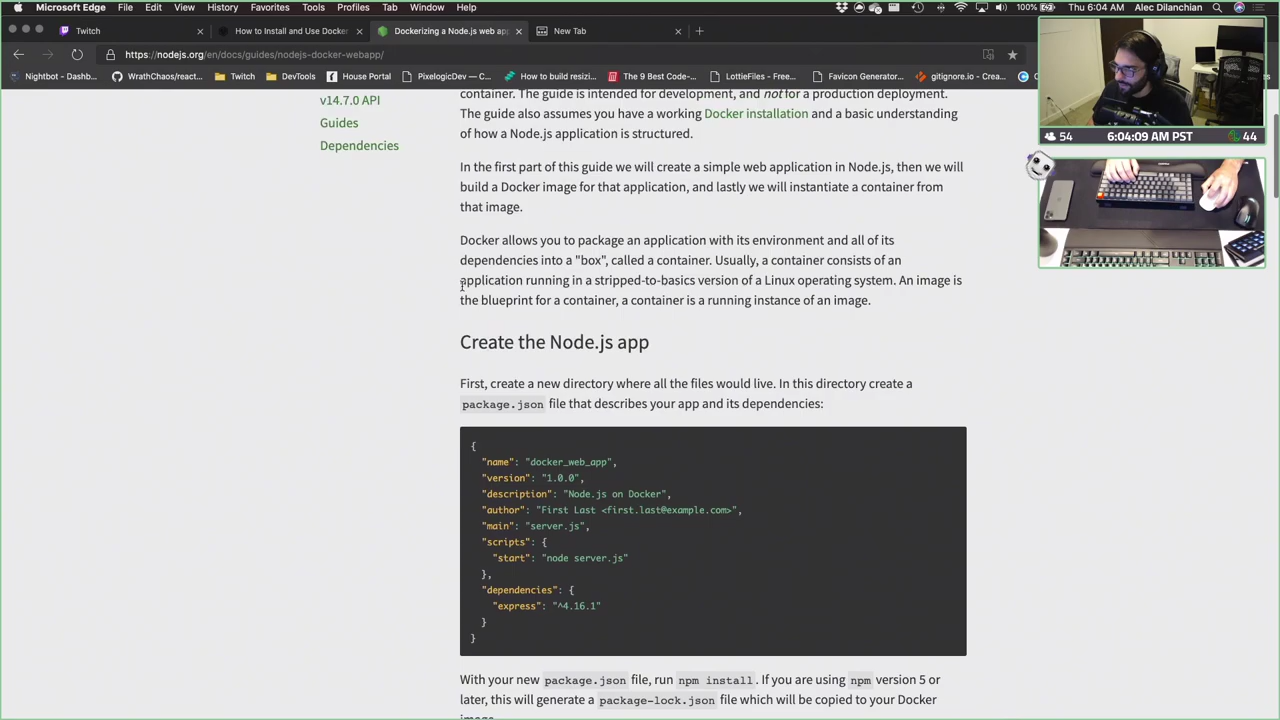 Microsoft Edge File Edit View History Favorites Tools Profiles Tab Window Help 100% Thu 6:04 AM Alec Dilanchian
Twitch × How to Install and Use Docker × Dockerizing a Node.js web ap × New Tab × +
https://nodejs.org/en/docs/guides/nodejs-docker-webapp/
Nightbot - Dashb... WrathChaos/react... Twitch DevTools House Portal PixelogicDev — C... How to build resizi... The 9 Best Code-... LottieFiles - Free... Favicon Generator... gitignore.io - Crea...
v14.7.0 API
Guides
Dependencies
container. The guide is intended for development, and not for a production deployment.
The guide also assumes you have a working Docker installation and a basic understanding
of how a Node.js application is structured.
In the first part of this guide we will create a simple web application in Node.js, then we will
build a Docker image for that application, and lastly we will instantiate a container from
that image.
Docker allows you to package an application with its environment and all of its
dependencies into a "box", called a container. Usually, a container consists of an
application running in a stripped-to-basics version of a Linux operating system. An image is
the blueprint for a container, a container is a running instance of an image.
Create the Node.js app
First, create a new directory where all the files would live. In this directory create a
package.json file that describes your app and its dependencies:
{
"name": "docker_web_app",
"version": "1.0.0",
"description": "Node.js on Docker",
"author": "First Last <first.last@example.com>",
"main": "server.js",
"scripts": {
"start": "node server.js"
},
"dependencies": {
"express": "^4.16.1"
}
}
With your new package.json file, run npm install. If you are using npm version 5 or
later, this will generate a package-lock.json file which will be copied to your Docker
image.
54 6:04:09 AM PST 44